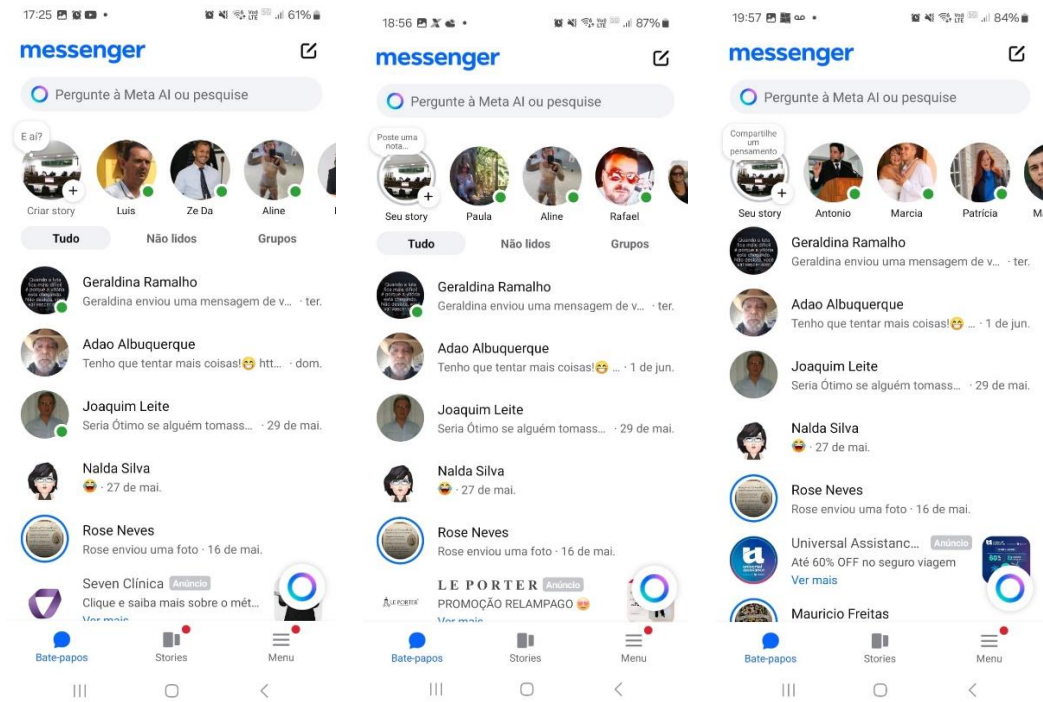 17:25
61%
messenger
Pergunte à Meta AI ou pesquise
E aí?
Criar story
Luis
Ze Da
Aline
Tudo
Não lidos
Grupos
Geraldina Ramalho
Geraldina enviou uma mensagem de v... · ter.
Adao Albuquerque
Tenho que tentar mais coisas!😁 htt... · dom.
Joaquim Leite
Seria Ótimo se alguém tomass... · 29 de mai.
Nalda Silva
😂 · 27 de mai.
Rose Neves
Rose enviou uma foto · 16 de mai.
Seven Clínica Anúncio
Clique e saiba mais sobre o mét...
Ver mais
Bate-papos
Stories
Menu
18:56
87%
messenger
Pergunte à Meta AI ou pesquise
Poste uma
nota...
Seu story
Paula
Aline
Rafael
Tudo
Não lidos
Grupos
Geraldina Ramalho
Geraldina enviou uma mensagem de v... · ter.
Adao Albuquerque
Tenho que tentar mais coisas!😁 ... · 1 de jun.
Joaquim Leite
Seria Ótimo se alguém tomass... · 29 de mai.
Nalda Silva
😂 · 27 de mai.
Rose Neves
Rose enviou uma foto · 16 de mai.
LE PORTER Anúncio
PROMOÇÃO RELAMPAGO 😍
Ver mais
Bate-papos
Stories
Menu
19:57
84%
messenger
Pergunte à Meta AI ou pesquise
Compartilhe
um
pensamento
Seu story
Antonio
Marcia
Patrícia
Geraldina Ramalho
Geraldina enviou uma mensagem de v... · ter.
Adao Albuquerque
Tenho que tentar mais coisas!😁 ... · 1 de jun.
Joaquim Leite
Seria Ótimo se alguém tomass... · 29 de mai.
Nalda Silva
😂 · 27 de mai.
Rose Neves
Rose enviou uma foto · 16 de mai.
Universal Assistanc... Anúncio
Até 60% OFF no seguro viagem
Ver mais
Mauricio Freitas
Bate-papos
Stories
Menu